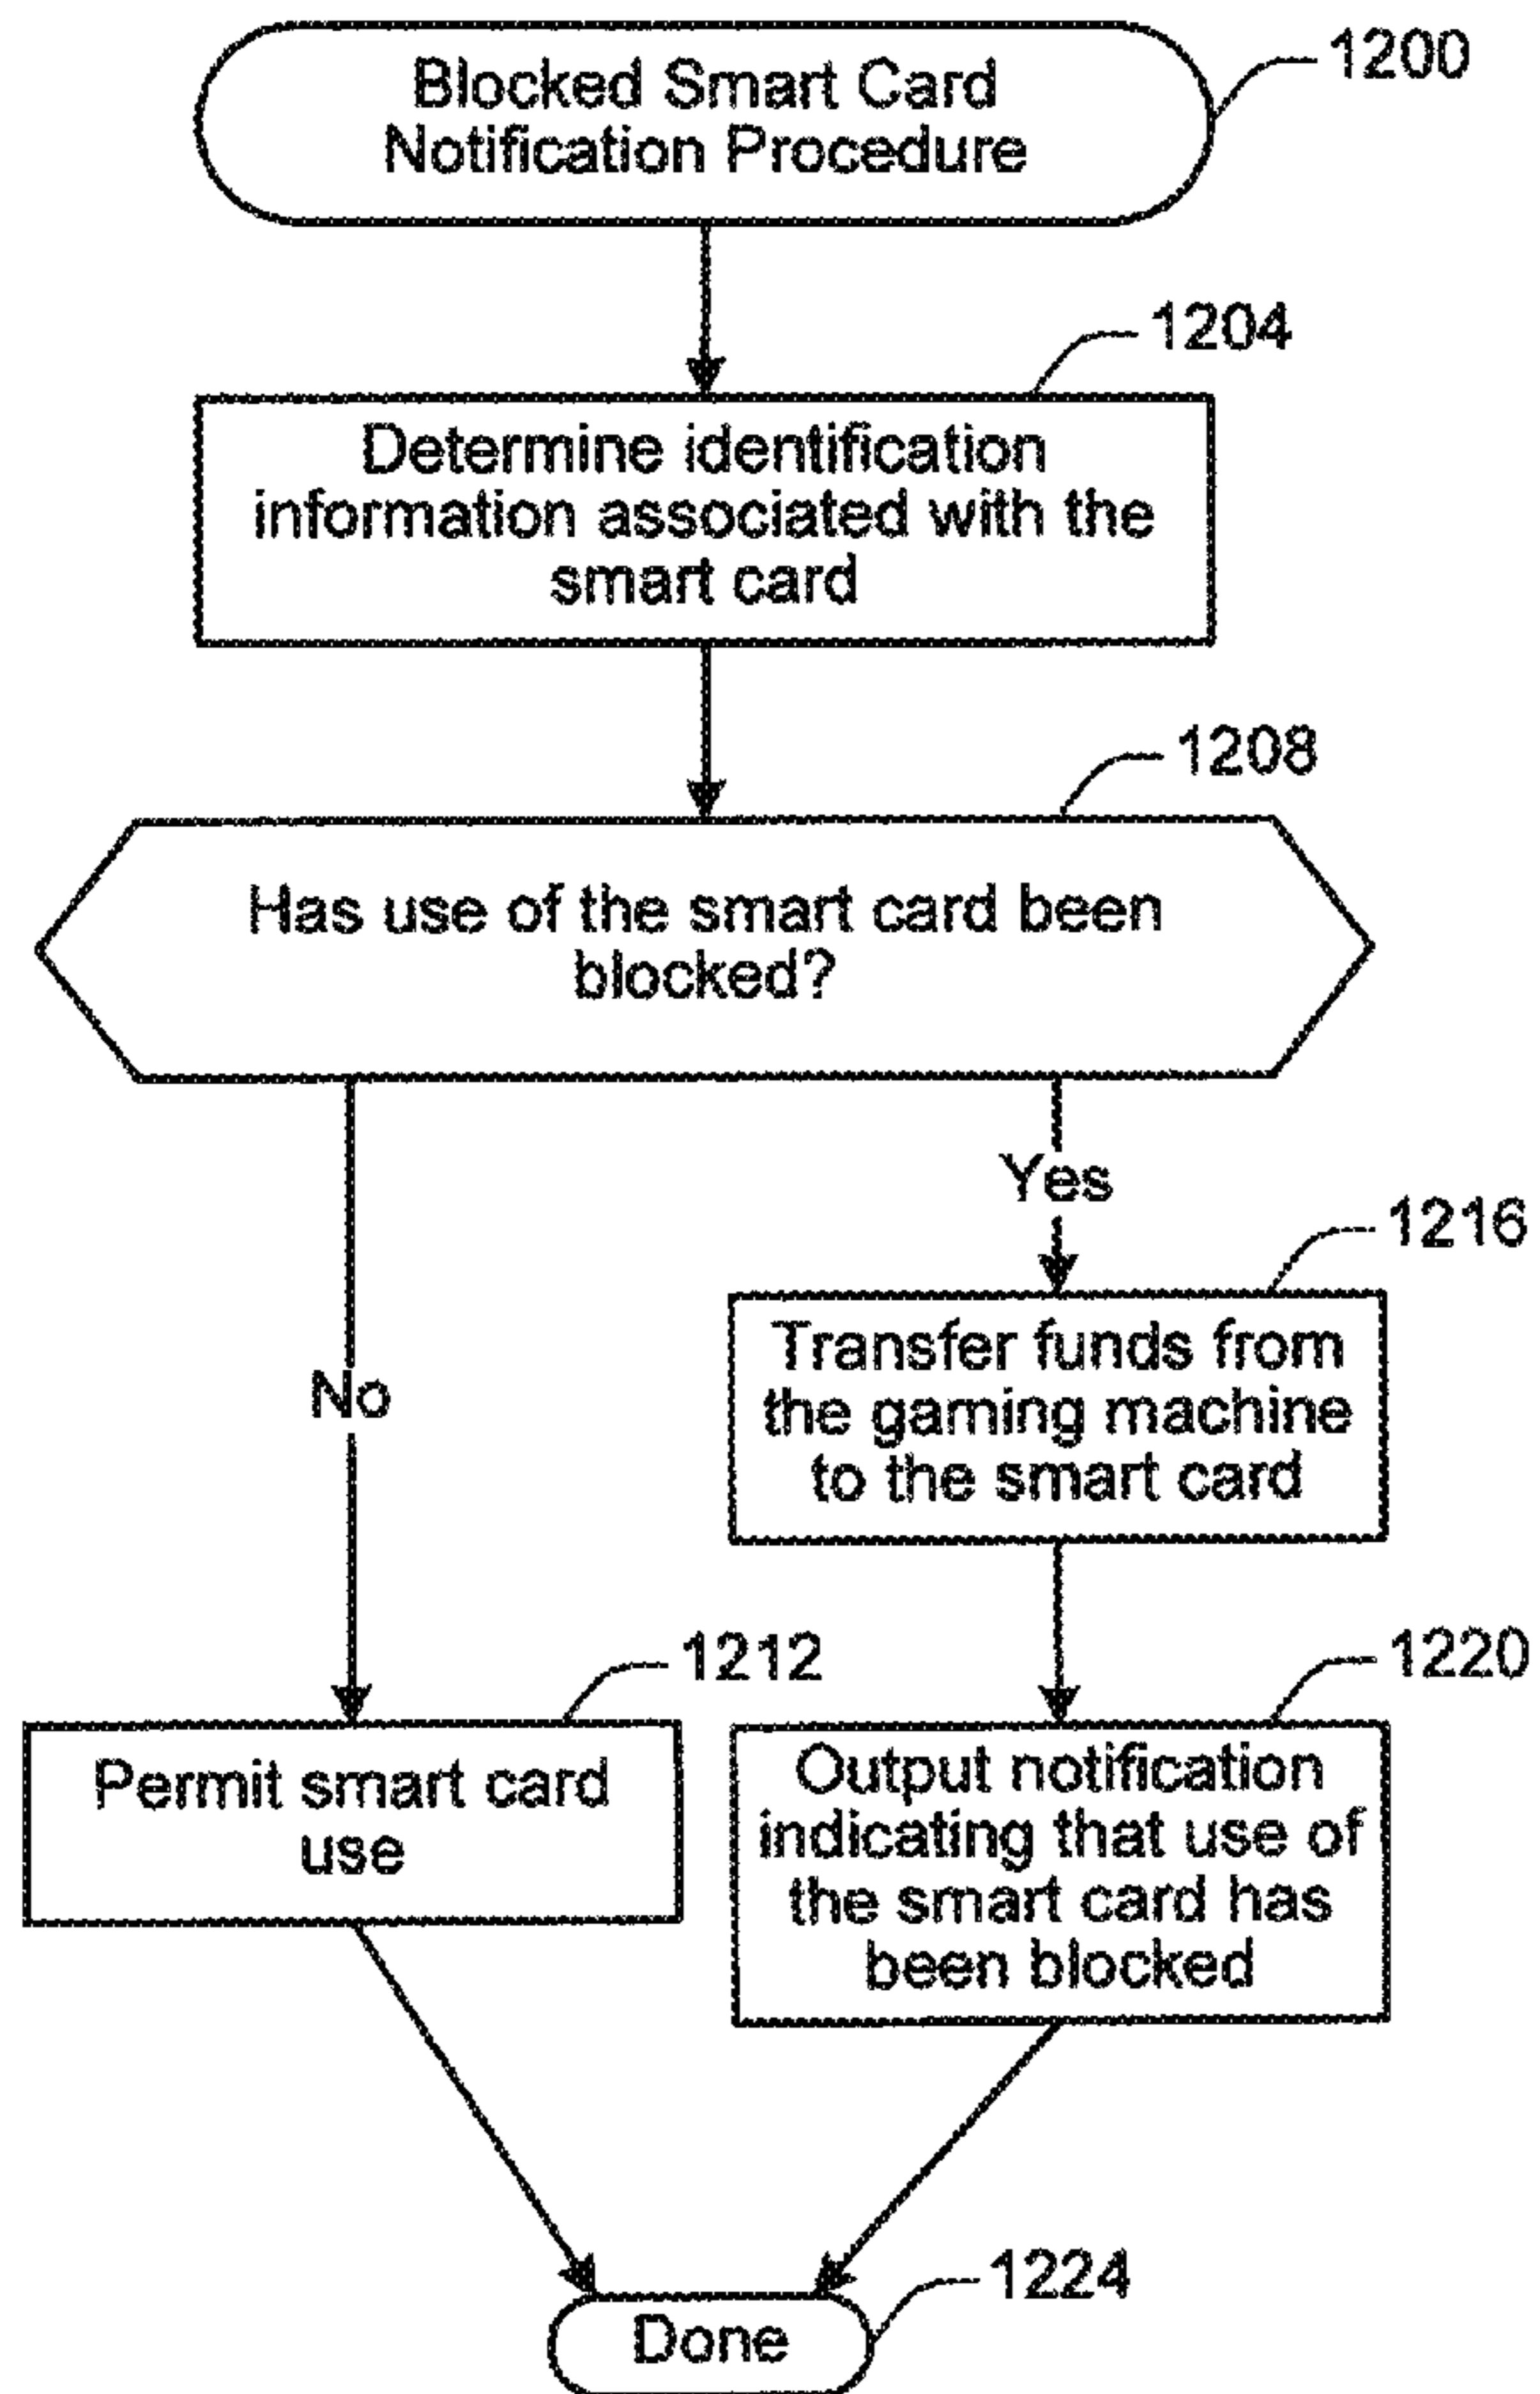 Blocked Smart Card
Notification Procedure
1200
1204
Determine identification
information associated with the
smart card
1208
Has use of the smart card been
blocked?
Yes
1216
Transfer funds from
the gaming machine
to the smart card
No
1212
Permit smart card
use
1220
Output notification
indicating that use of
the smart card has
been blocked
1224
Done